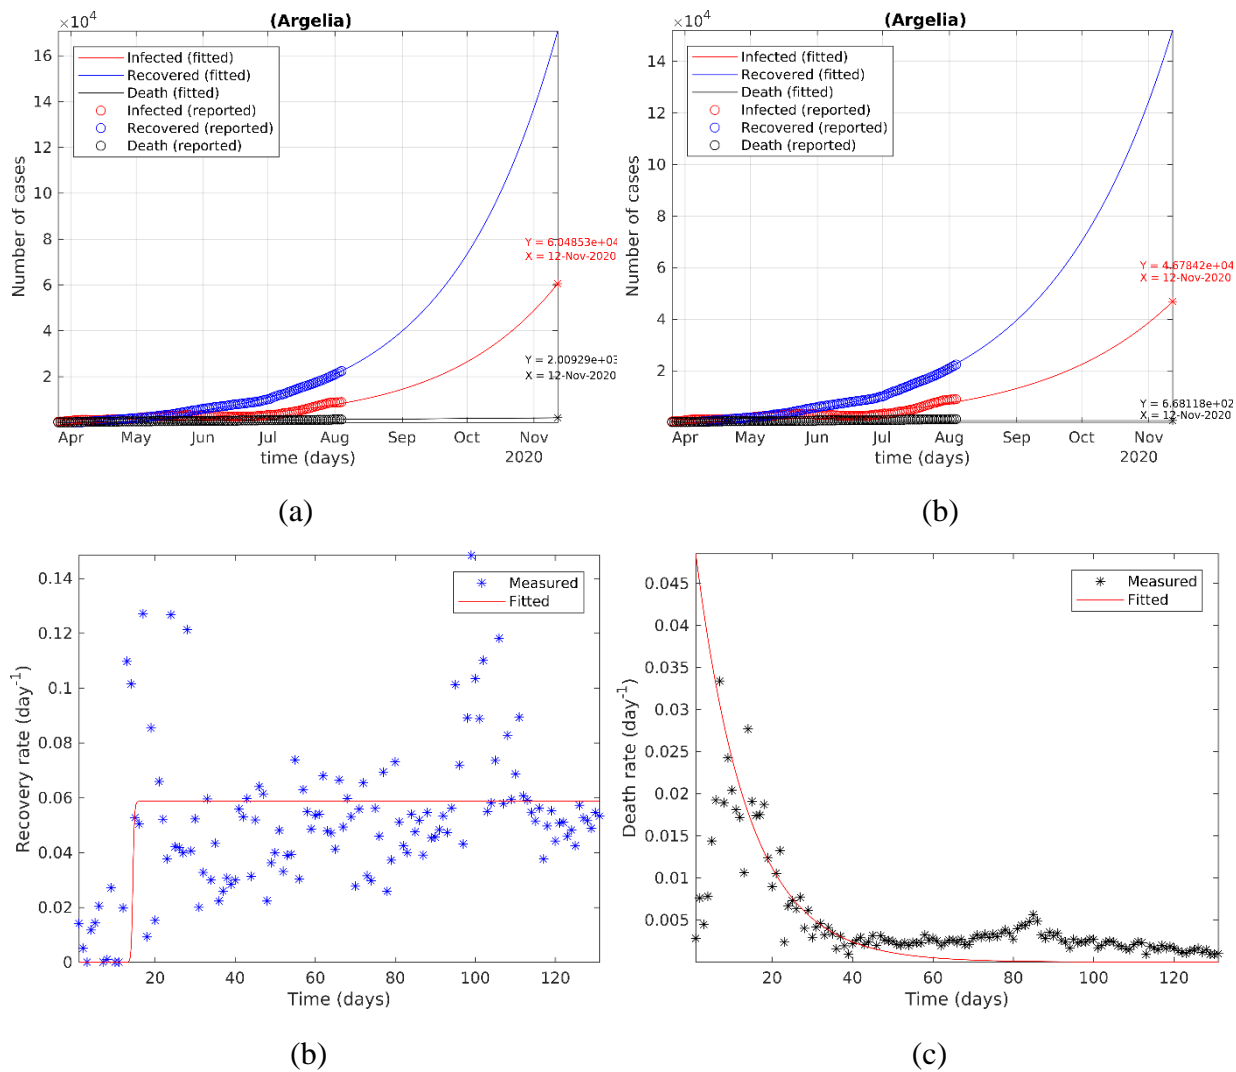 (Argelia)
×10⁴
Infected (fitted)
Recovered (fitted)
Death (fitted)
Infected (reported)
Recovered (reported)
Death (reported)
16
14
12
10
8
6
4
2
Number of cases
Y = 6.04853e+04
X = 12-Nov-2020
Y = 2.00929e+03
X = 12-Nov-2020
Apr May Jun Jul Aug Sep Oct Nov
2020
time (days)
(a)
(Argelia)
×10⁴
Infected (fitted)
Recovered (fitted)
Death (fitted)
Infected (reported)
Recovered (reported)
Death (reported)
14
12
10
8
6
4
2
Number of cases
Y = 4.67842e+04
X = 12-Nov-2020
Y = 6.68118e+02
X = 12-Nov-2020
Apr May Jun Jul Aug Sep Oct Nov
2020
time (days)
(b)
Measured
Fitted
0.14
0.12
0.1
0.08
0.06
0.04
0.02
0
Recovery rate (day⁻¹)
20 40 60 80 100 120
Time (days)
(b)
Measured
Fitted
0.045
0.04
0.035
0.03
0.025
0.02
0.015
0.01
0.005
Death rate (day⁻¹)
20 40 60 80 100 120
Time (days)
(c)